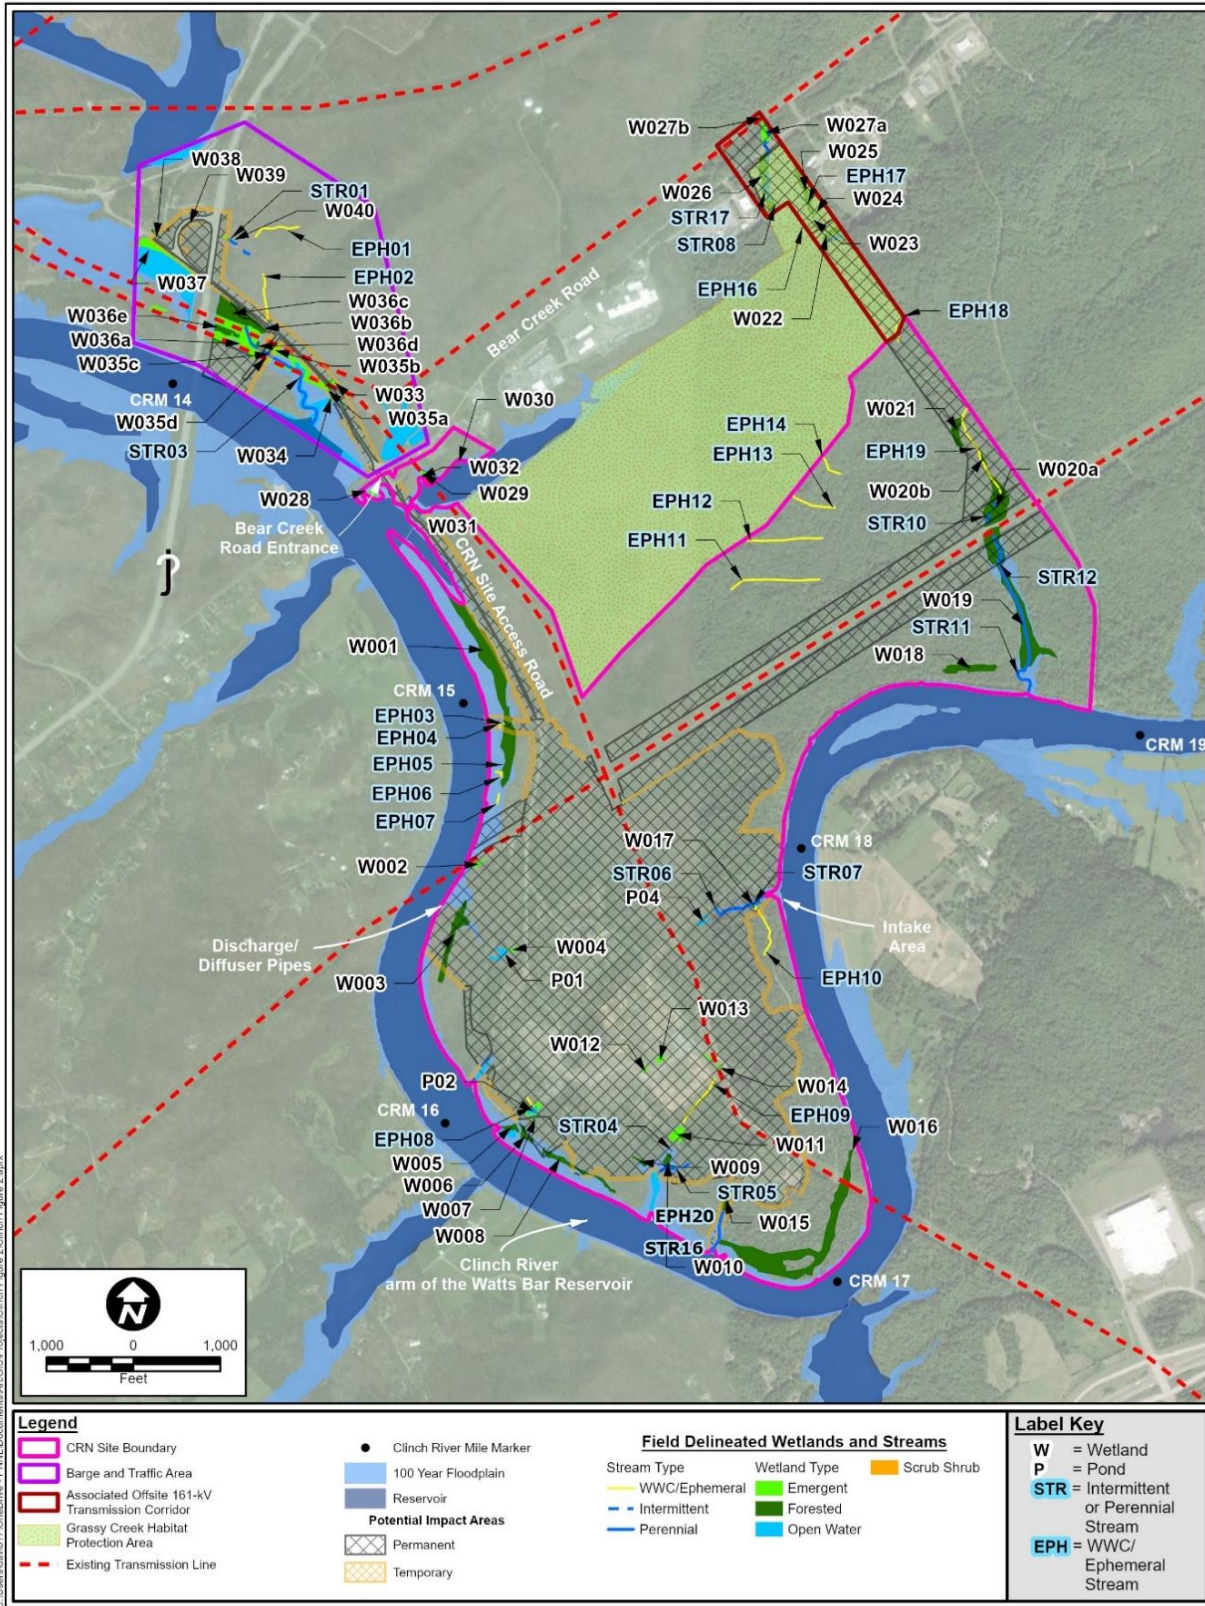 W027b
W027a
W025
EPH17
W024
W026
STR17
STR08
W023
EPH16
W022
EPH18
W038
W039
STR01
W040
EPH01
EPH02
W037
W036c
W036e
W036b
W036a
W036d
W035c
W035b
W033
W035a
CRM 14
W035d
STR03
W034
Bear Creek Road
W030
W032
W029
W028
W031
Bear Creek
Road Entrance
CRN Site Access Road
j
EPH14
EPH13
EPH12
EPH11
W021
EPH19
W020a
W020b
STR10
STR12
W019
STR11
W018
W001
CRM 15
EPH03
EPH04
EPH05
EPH06
EPH07
CRM 19
W002
W017
CRM 18
STR06
STR07
P04
Intake
Area
Discharge/
Diffuser Pipes
W003
W004
P01
EPH10
W013
W012
W014
P02
CRM 16
EPH09
EPH08
STR04
W011
W016
W005
W006
W007
W008
W009
STR05
EPH20
W015
STR16
W010
Clinch River
arm of the Watts Bar Reservoir
CRM 17
N
1,000 0 1,000
Feet
Legend
CRN Site Boundary
Barge and Traffic Area
Associated Offsite 161-kV
Transmission Corridor
Grassy Creek Habitat
Protection Area
Existing Transmission Line
Clinch River Mile Marker
100 Year Floodplain
Reservoir
Potential Impact Areas
Permanent
Temporary
Field Delineated Wetlands and Streams
Stream Type
WWC/Ephemeral
Intermittent
Perennial
Wetland Type
Emergent
Forested
Open Water
Scrub Shrub
Label Key
W = Wetland
P = Pond
STR = Intermittent
or Perennial
Stream
EPH = WWC/
Ephemeral
Stream